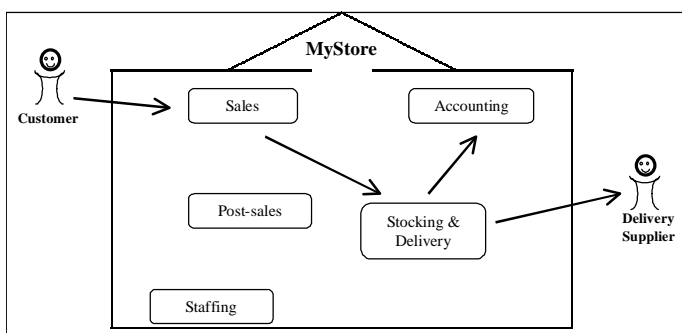 MyStore
Sales
Accounting
Customer
Post-sales
Stocking &
Delivery
Delivery
Supplier
Staffing